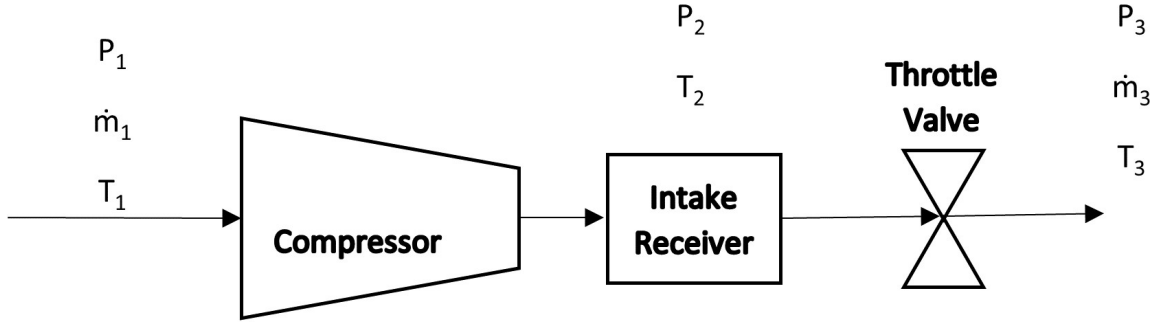 P₁
ṁ₁
T₁
Compressor
P₂
T₂
Intake
Receiver
Throttle
Valve
P₃
ṁ₃
T₃